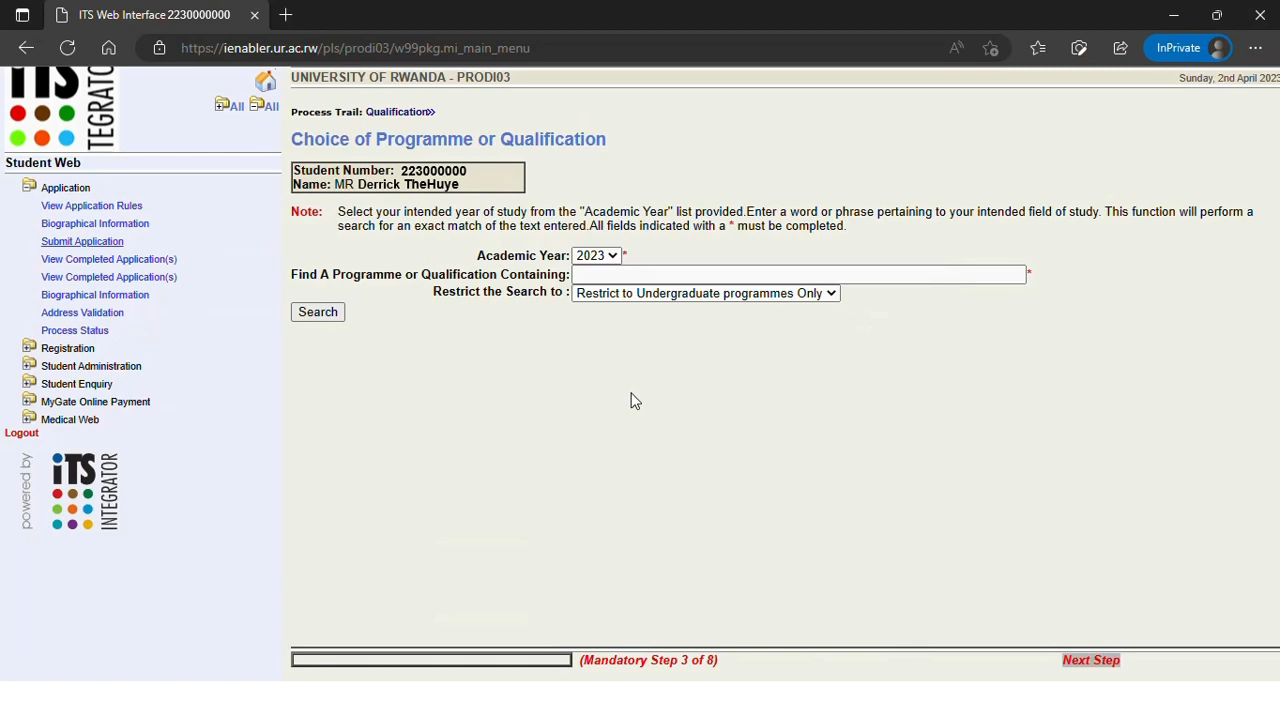 ITS Web Interface 2230000000
https://ienabler.ur.ac.rw/pls/prodi03/w99pkg.mi_main_menu
InPrivate
iTS
TEGRATOR
All All
Student Web
Application
View Application Rules
Biographical Information
Submit Application
View Completed Application(s)
View Completed Application(s)
Biographical Information
Address Validation
Process Status
Registration
Student Administration
Student Enquiry
MyGate Online Payment
Medical Web
Logout
powered by
iTS
INTEGRATOR
UNIVERSITY OF RWANDA - PRODI03
Sunday, 2nd April 2023
Process Trail: Qualification»
Choice of Programme or Qualification
Student Number: 223000000
Name: MR Derrick TheHuye
Note: Select your intended year of study from the "Academic Year" list provided.Enter a word or phrase pertaining to your intended field of study. This function will perform a
search for an exact match of the text entered.All fields indicated with a * must be completed.
Academic Year: 2023 *
Find A Programme or Qualification Containing: *
Restrict the Search to : Restrict to Undergraduate programmes Only
Search
(Mandatory Step 3 of 8)
Next Step